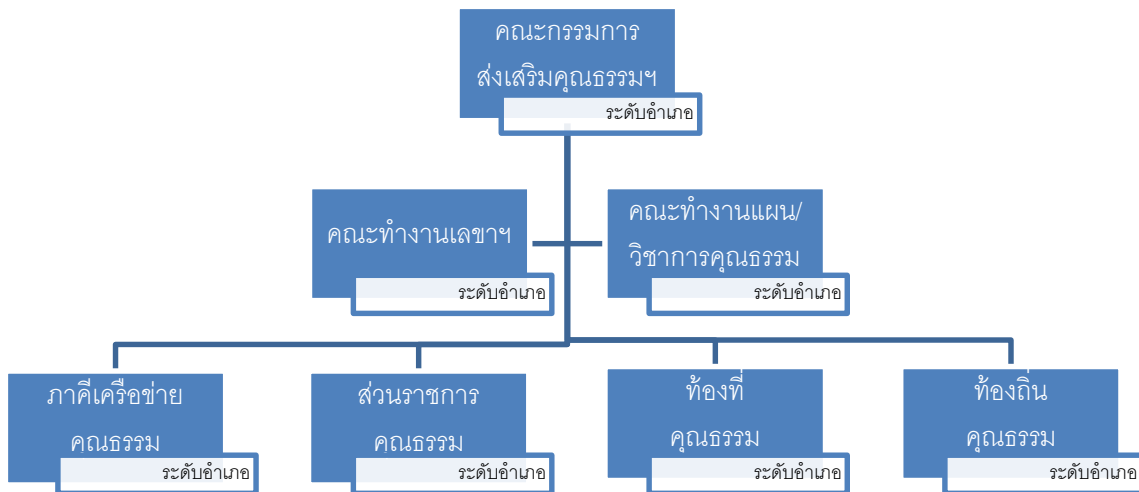 คณะกรรมการ
ส่งเสริมคุณธรรมฯ
ระดับอำเภอ
คณะทำงานเลขาฯ
ระดับอำเภอ
คณะทำงานแผน/
วิชาการคุณธรรม
ระดับอำเภอ
ภาคีเครือข่าย
คุณธรรม
ระดับอำเภอ
ส่วนราชการ
คุณธรรม
ระดับอำเภอ
ท้องที่
คุณธรรม
ระดับอำเภอ
ท้องถิ่น
คุณธรรม
ระดับอำเภอ